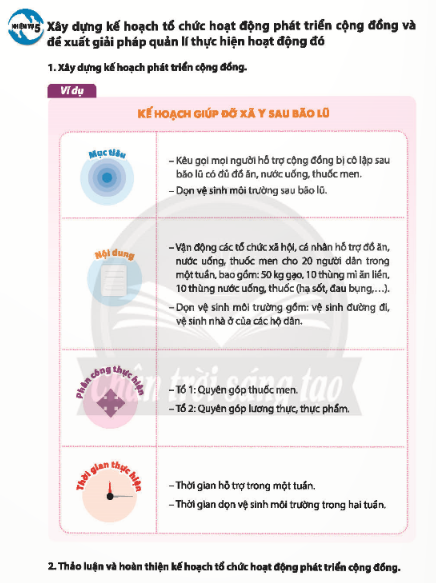 NHIỆM VỤ 5
Xây dựng kế hoạch tổ chức hoạt động phát triển cộng đồng và
đề xuất giải pháp quản lí thực hiện hoạt động đó
1. Xây dựng kế hoạch phát triển cộng đồng.
Ví dụ
KẾ HOẠCH GIÚP ĐỠ XÃ Y SAU BÃO LŨ
Mục tiêu
– Kêu gọi mọi người hỗ trợ cộng đồng bị cô lập sau
bão lũ có đủ đồ ăn, nước uống, thuốc men.
– Dọn vệ sinh môi trường sau bão lũ.
Nội dung
– Vận động các tổ chức xã hội, cá nhân hỗ trợ đồ ăn,
nước uống, thuốc men cho 20 người dân trong
một tuần, bao gồm: 50 kg gạo, 10 thùng mì ăn liền,
10 thùng nước uống, thuốc (hạ sốt, đau bụng,…).
– Dọn vệ sinh môi trường gồm: vệ sinh đường đi,
vệ sinh nhà ở của các hộ dân.
Phân công thực hiện
– Tổ 1: Quyên góp thuốc men.
– Tổ 2: Quyên góp lương thực, thực phẩm.
Chân trời sáng tạo
Thời gian thực hiện
– Thời gian hỗ trợ trong một tuần.
– Thời gian dọn vệ sinh môi trường trong hai tuần.
2. Thảo luận và hoàn thiện kế hoạch tổ chức hoạt động phát triển cộng đồng.